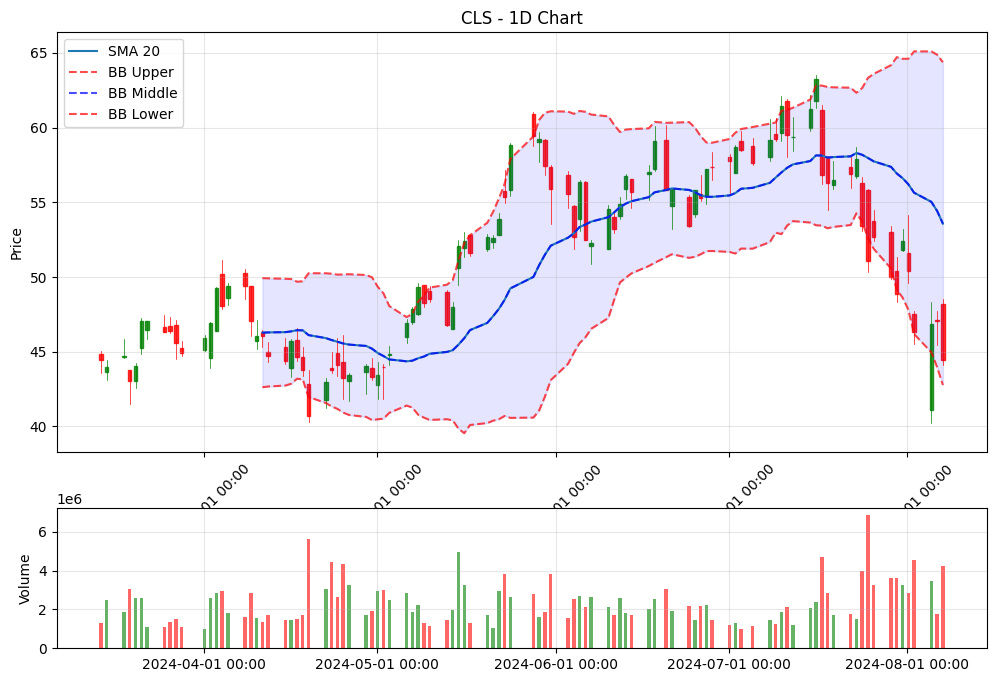 CLS - 1D Chart
SMA 20
BB Upper
BB Middle
BB Lower
65
60
55
50
45
40
Price
01 00:00
01 00:00
01 00:00
01 00:00
01 00:00
1e6
6
4
2
0
Volume
2024-04-01 00:00
2024-05-01 00:00
2024-06-01 00:00
2024-07-01 00:00
2024-08-01 00:00